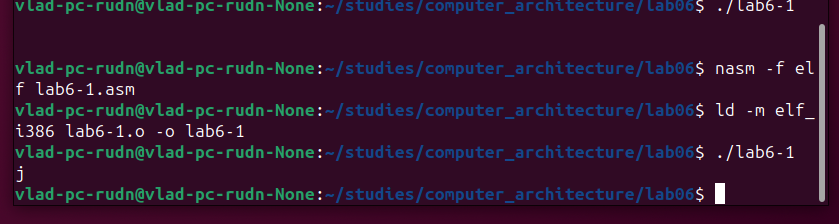 vlad-pc-rudn@vlad-pc-rudn-None:~/studies/computer_architecture/lab06$ ./lab6-1
vlad-pc-rudn@vlad-pc-rudn-None:~/studies/computer_architecture/lab06$ nasm -f el
f lab6-1.asm
vlad-pc-rudn@vlad-pc-rudn-None:~/studies/computer_architecture/lab06$ ld -m elf_
i386 lab6-1.o -o lab6-1
vlad-pc-rudn@vlad-pc-rudn-None:~/studies/computer_architecture/lab06$ ./lab6-1
j
vlad-pc-rudn@vlad-pc-rudn-None:~/studies/computer_architecture/lab06$